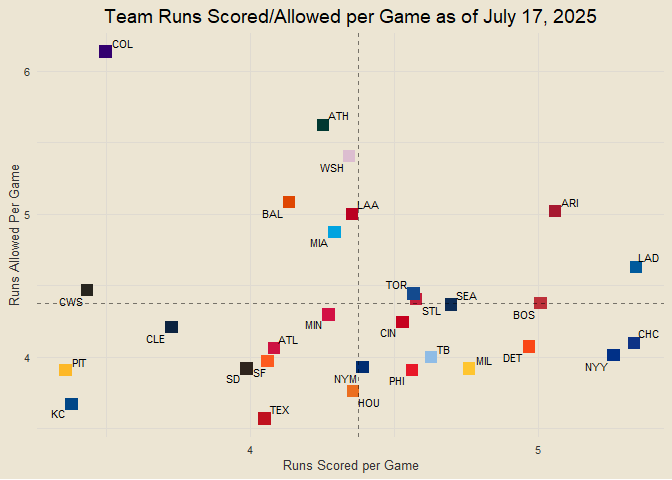 Team Runs Scored/Allowed per Game as of July 17, 2025
COL
6
ATH
WSH
BAL
LAA
ARI
5
MIA
LAD
TOR
SEA
CWS
STL
BOS
MIN
CIN
CLE
CHC
ATL
TB
DET
NYY
4
PIT
SD
SF
NYM
PHI
MIL
KC
TEX
HOU
4
5
Runs Allowed Per Game
Runs Scored per Game